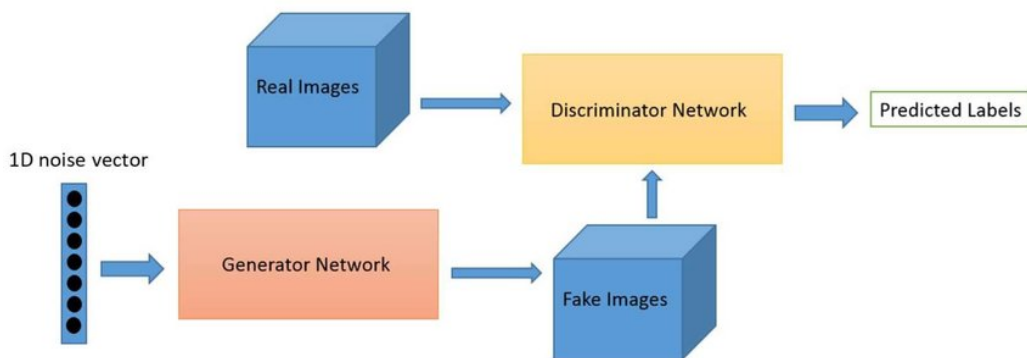 Real Images
Discriminator Network
Predicted Labels
1D noise vector
Generator Network
Fake Images